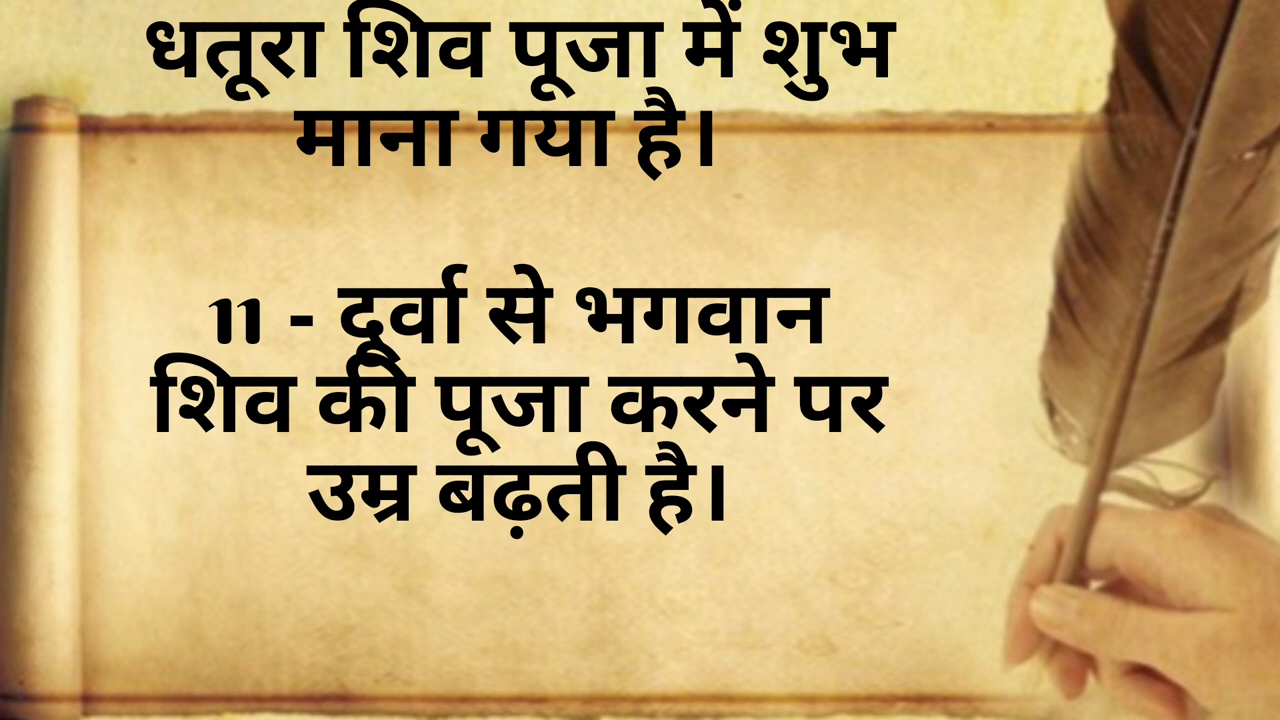 धतूरा शिव पूजा में शुभ
माना गया है।
11 - दूर्वा से भगवान
शिव की पूजा करने पर
उम्र बढ़ती है।